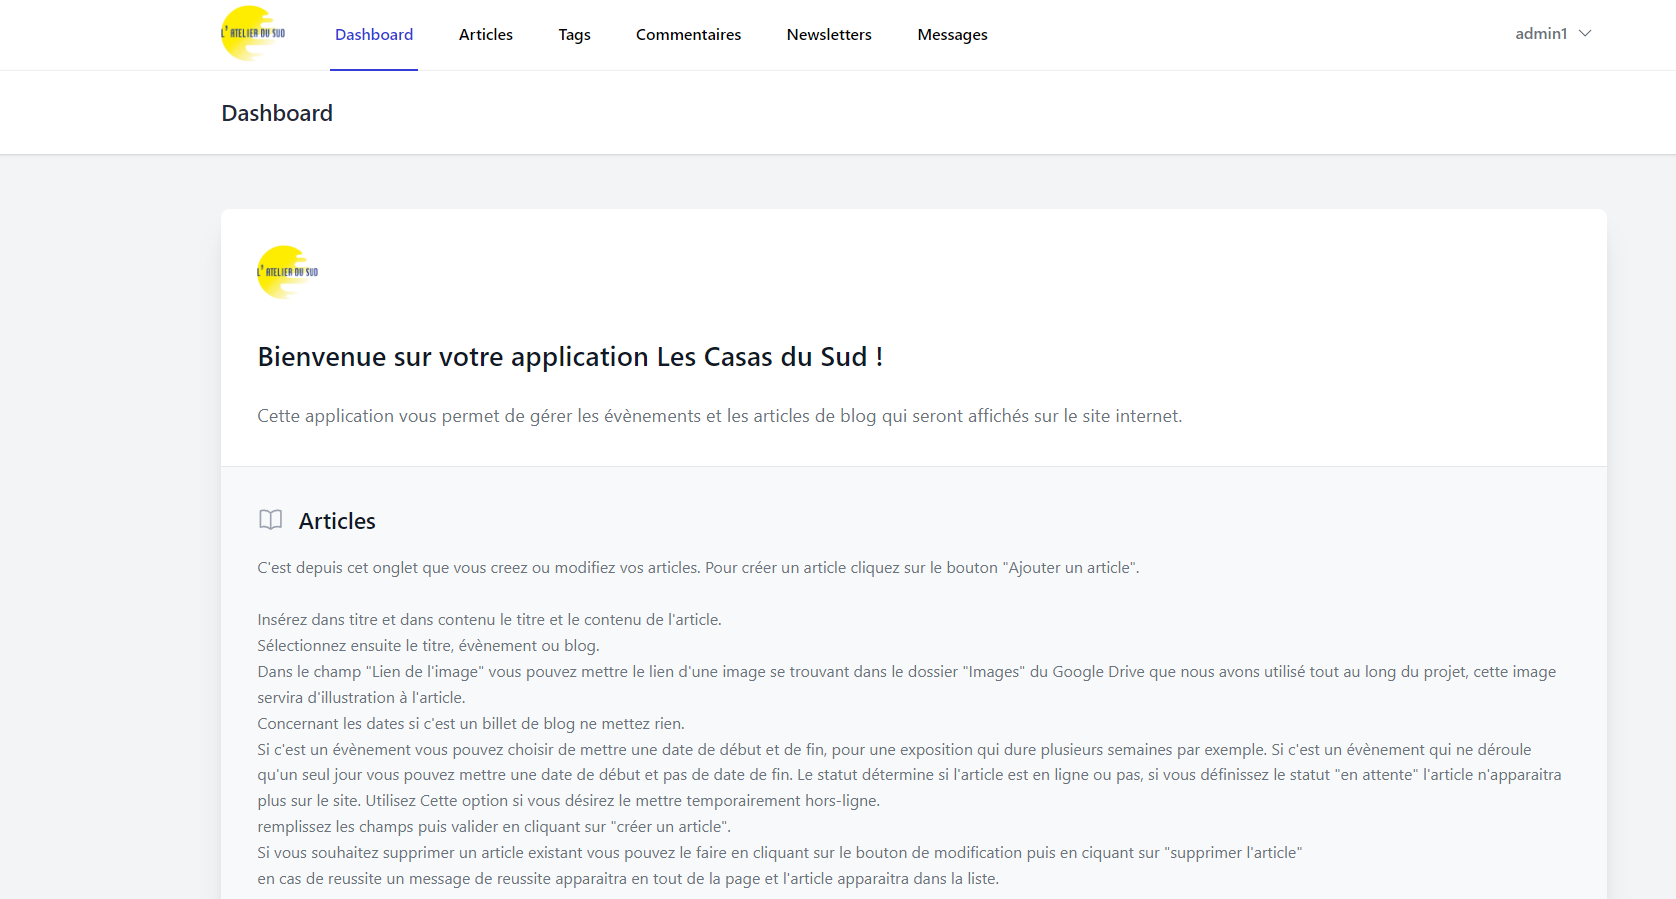 L' ATELIER DU SUD
Dashboard
Articles
Tags
Commentaires
Newsletters
Messages
admin1
Dashboard
L' ATELIER DU SUD
Bienvenue sur votre application Les Casas du Sud !
Cette application vous permet de gérer les évènements et les articles de blog qui seront affichés sur le site internet.
Articles
C'est depuis cet onglet que vous creez ou modifiez vos articles. Pour créer un article cliquez sur le bouton "Ajouter un article".
Insérez dans titre et dans contenu le titre et le contenu de l'article.
Sélectionnez ensuite le titre, évènement ou blog.
Dans le champ "Lien de l'image" vous pouvez mettre le lien d'une image se trouvant dans le dossier "Images" du Google Drive que nous avons utilisé tout au long du projet, cette image
servira d'illustration à l'article.
Concernant les dates si c'est un billet de blog ne mettez rien.
Si c'est un évènement vous pouvez choisir de mettre une date de début et de fin, pour une exposition qui dure plusieurs semaines par exemple. Si c'est un évènement qui ne déroule
qu'un seul jour vous pouvez mettre une date de début et pas de date de fin. Le statut détermine si l'article est en ligne ou pas, si vous définissez le statut "en attente" l'article n'apparaitra
plus sur le site. Utilisez Cette option si vous désirez le mettre temporairement hors-ligne.
remplissez les champs puis valider en cliquant sur "créer un article".
Si vous souhaitez supprimer un article existant vous pouvez le faire en cliquant sur le bouton de modification puis en ciquant sur "supprimer l'article"
en cas de reussite un message de reussite apparaitra en tout de la page et l'article apparaitra dans la liste.